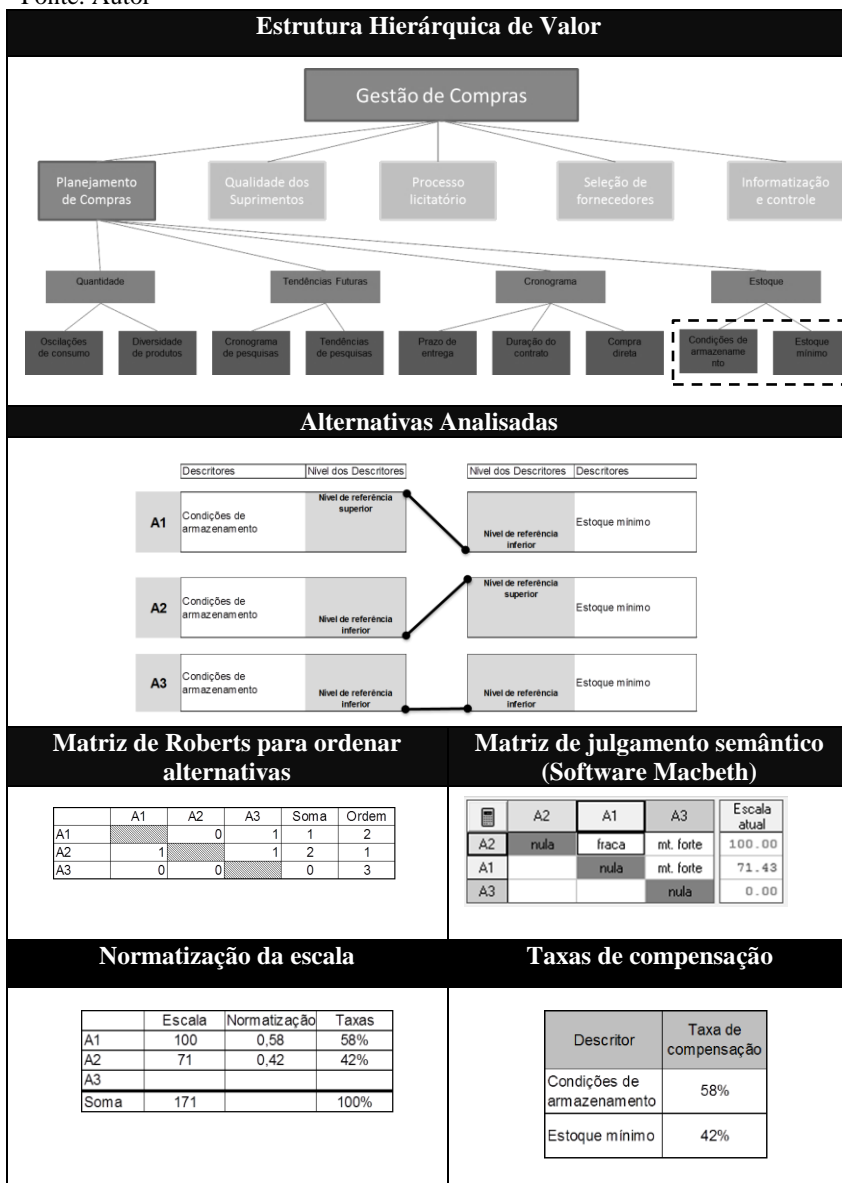 Fonte: Autor
Estrutura Hierárquica de Valor
Gestão de Compras
Planejamento
de Compras
Qualidade dos
Suprimentos
Processo
licitatório
Seleção de
fornecedores
Informatização
e controle
Quantidade
Tendências Futuras
Cronograma
Estoque
Oscilações
de consumo
Diversidade
de produtos
Cronograma
de pesquisas
Tendências
de pesquisas
Prazo de
entrega
Duração do
contrato
Compra
direta
Condições de
armazename
nto
Estoque
mínimo
Alternativas Analisadas
Descritores Nível dos Descritores Nível dos Descritores Descritores
A1
Condições de
armazenamento
Nível de referência
superior
Nível de referência
inferior
Estoque mínimo
A2
Condições de
armazenamento
Nível de referência
inferior
Nível de referência
superior
Estoque mínimo
A3
Condições de
armazenamento
Nível de referência
inferior
Nível de referência
inferior
Estoque mínimo
Matriz de Roberts para ordenar
alternativas
A1 A2 A3 Soma Ordem
A1 0 1 1 2
A2 1 1 2 1
A3 0 0 0 3
Matriz de julgamento semântico
(Software Macbeth)
A2 A1 A3 Escala
atual
A2 nula fraca mt. forte 100.00
A1 nula mt. forte 71.43
A3 nula 0.00
Normatização da escala
Escala Normatização Taxas
A1 100 0,58 58%
A2 71 0,42 42%
A3
Soma 171 100%
Taxas de compensação
Descritor Taxa de
compensação
Condições de
armazenamento 58%
Estoque mínimo 42%